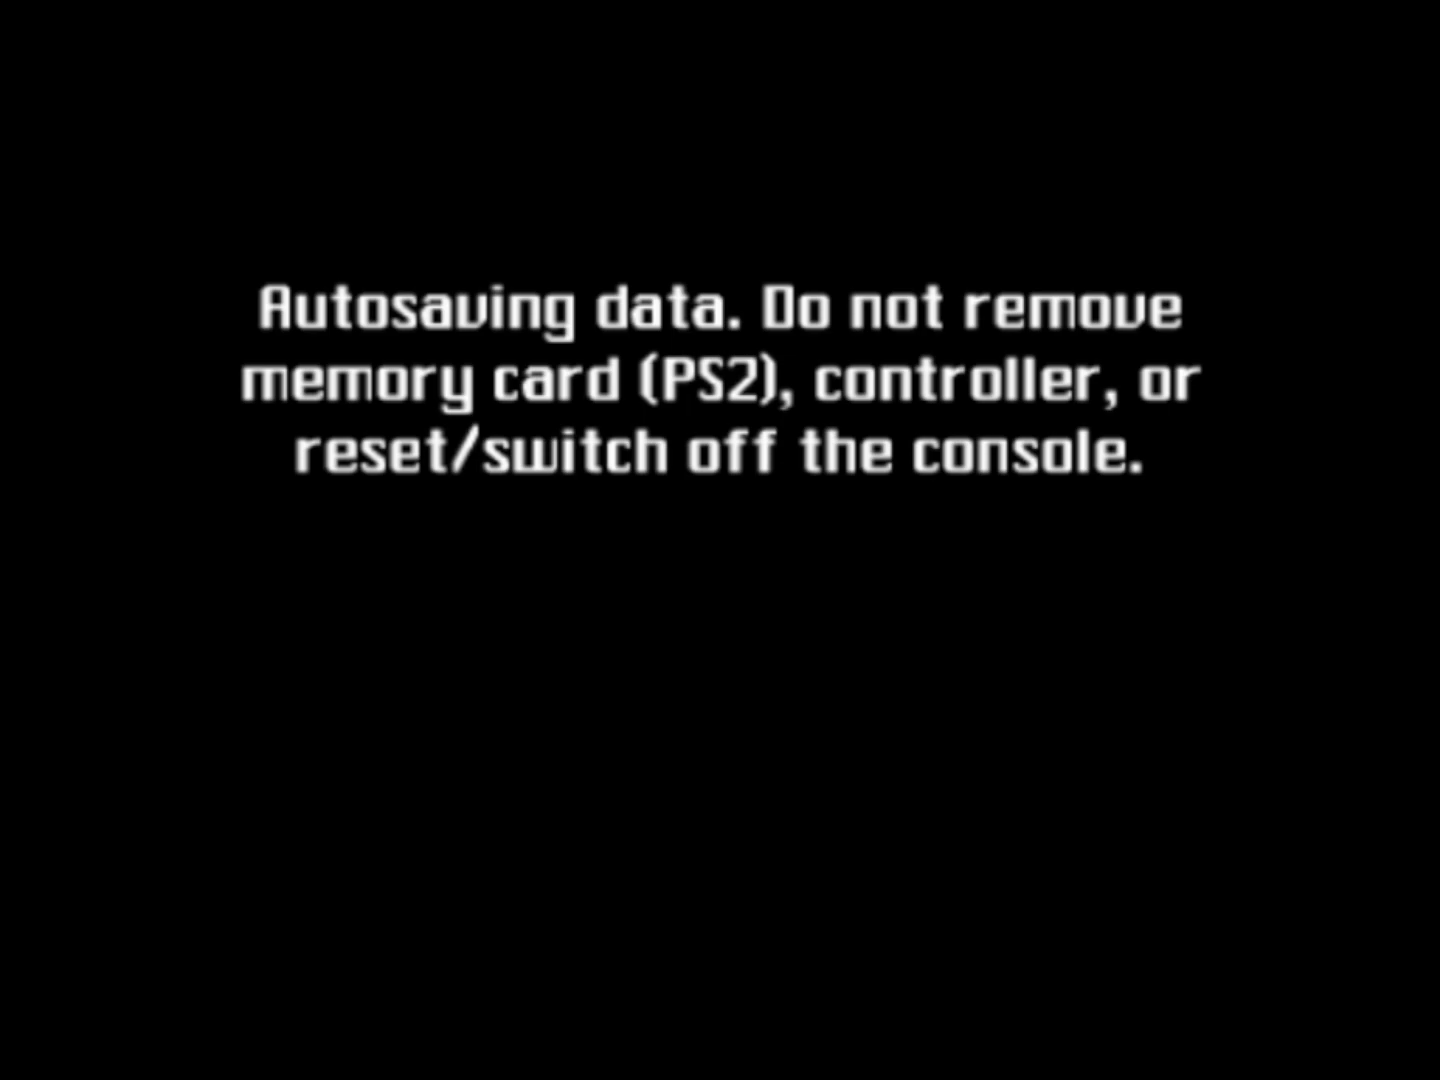 Autosaving data. Do not remove
memory card (PS2), controller, or
reset/switch off the console.